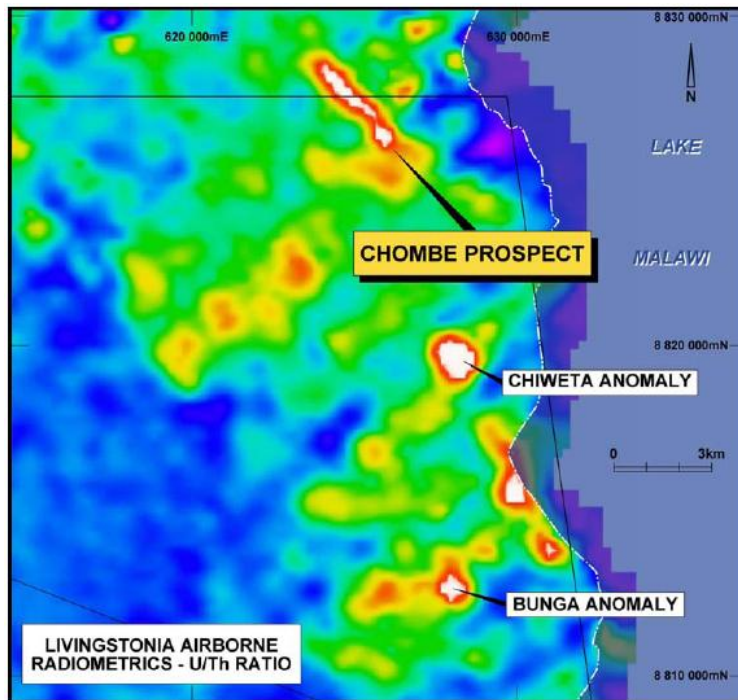 8 830 000mN
620 000mE
630 000mE
N
LAKE
MALAWI
CHOMBE PROSPECT
8 820 000mN
CHIWETA ANOMALY
0 3km
BUNGA ANOMALY
LIVINGSTONIA AIRBORNE
RADIOMETRICS - U/Th RATIO
8 810 000mN